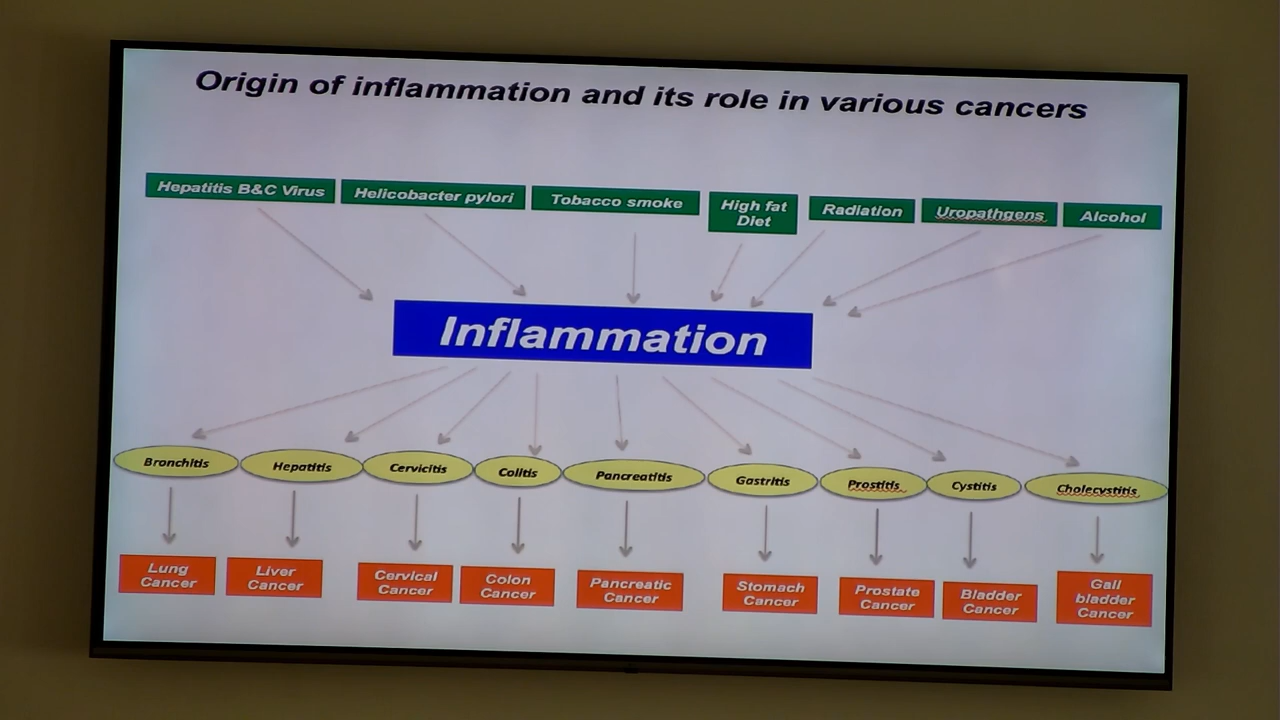 Origin of inflammation and its role in various cancers
Hepatitis B&C Virus
Helicobacter pylori
Tobacco smoke
High fat
Diet
Radiation
Uropathgens
Alcohol
Inflammation
Bronchitis
Hepatitis
Cervicitis
Colitis
Pancreatitis
Gastritis
Prostitis
Cystitis
Cholecystitis
Lung
Cancer
Liver
Cancer
Cervical
Cancer
Colon
Cancer
Pancreatic
Cancer
Stomach
Cancer
Prostate
Cancer
Bladder
Cancer
Gall
bladder
Cancer